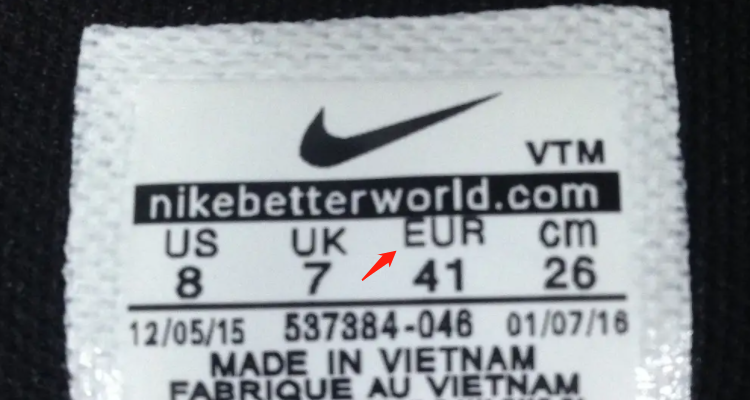 VTM
nikebetterworld.com
US UK EUR cm
8 7 41 26
12/05/15 537384-046 01/07/16
MADE IN VIETNAM
FABRIQUE AU VIETNAM